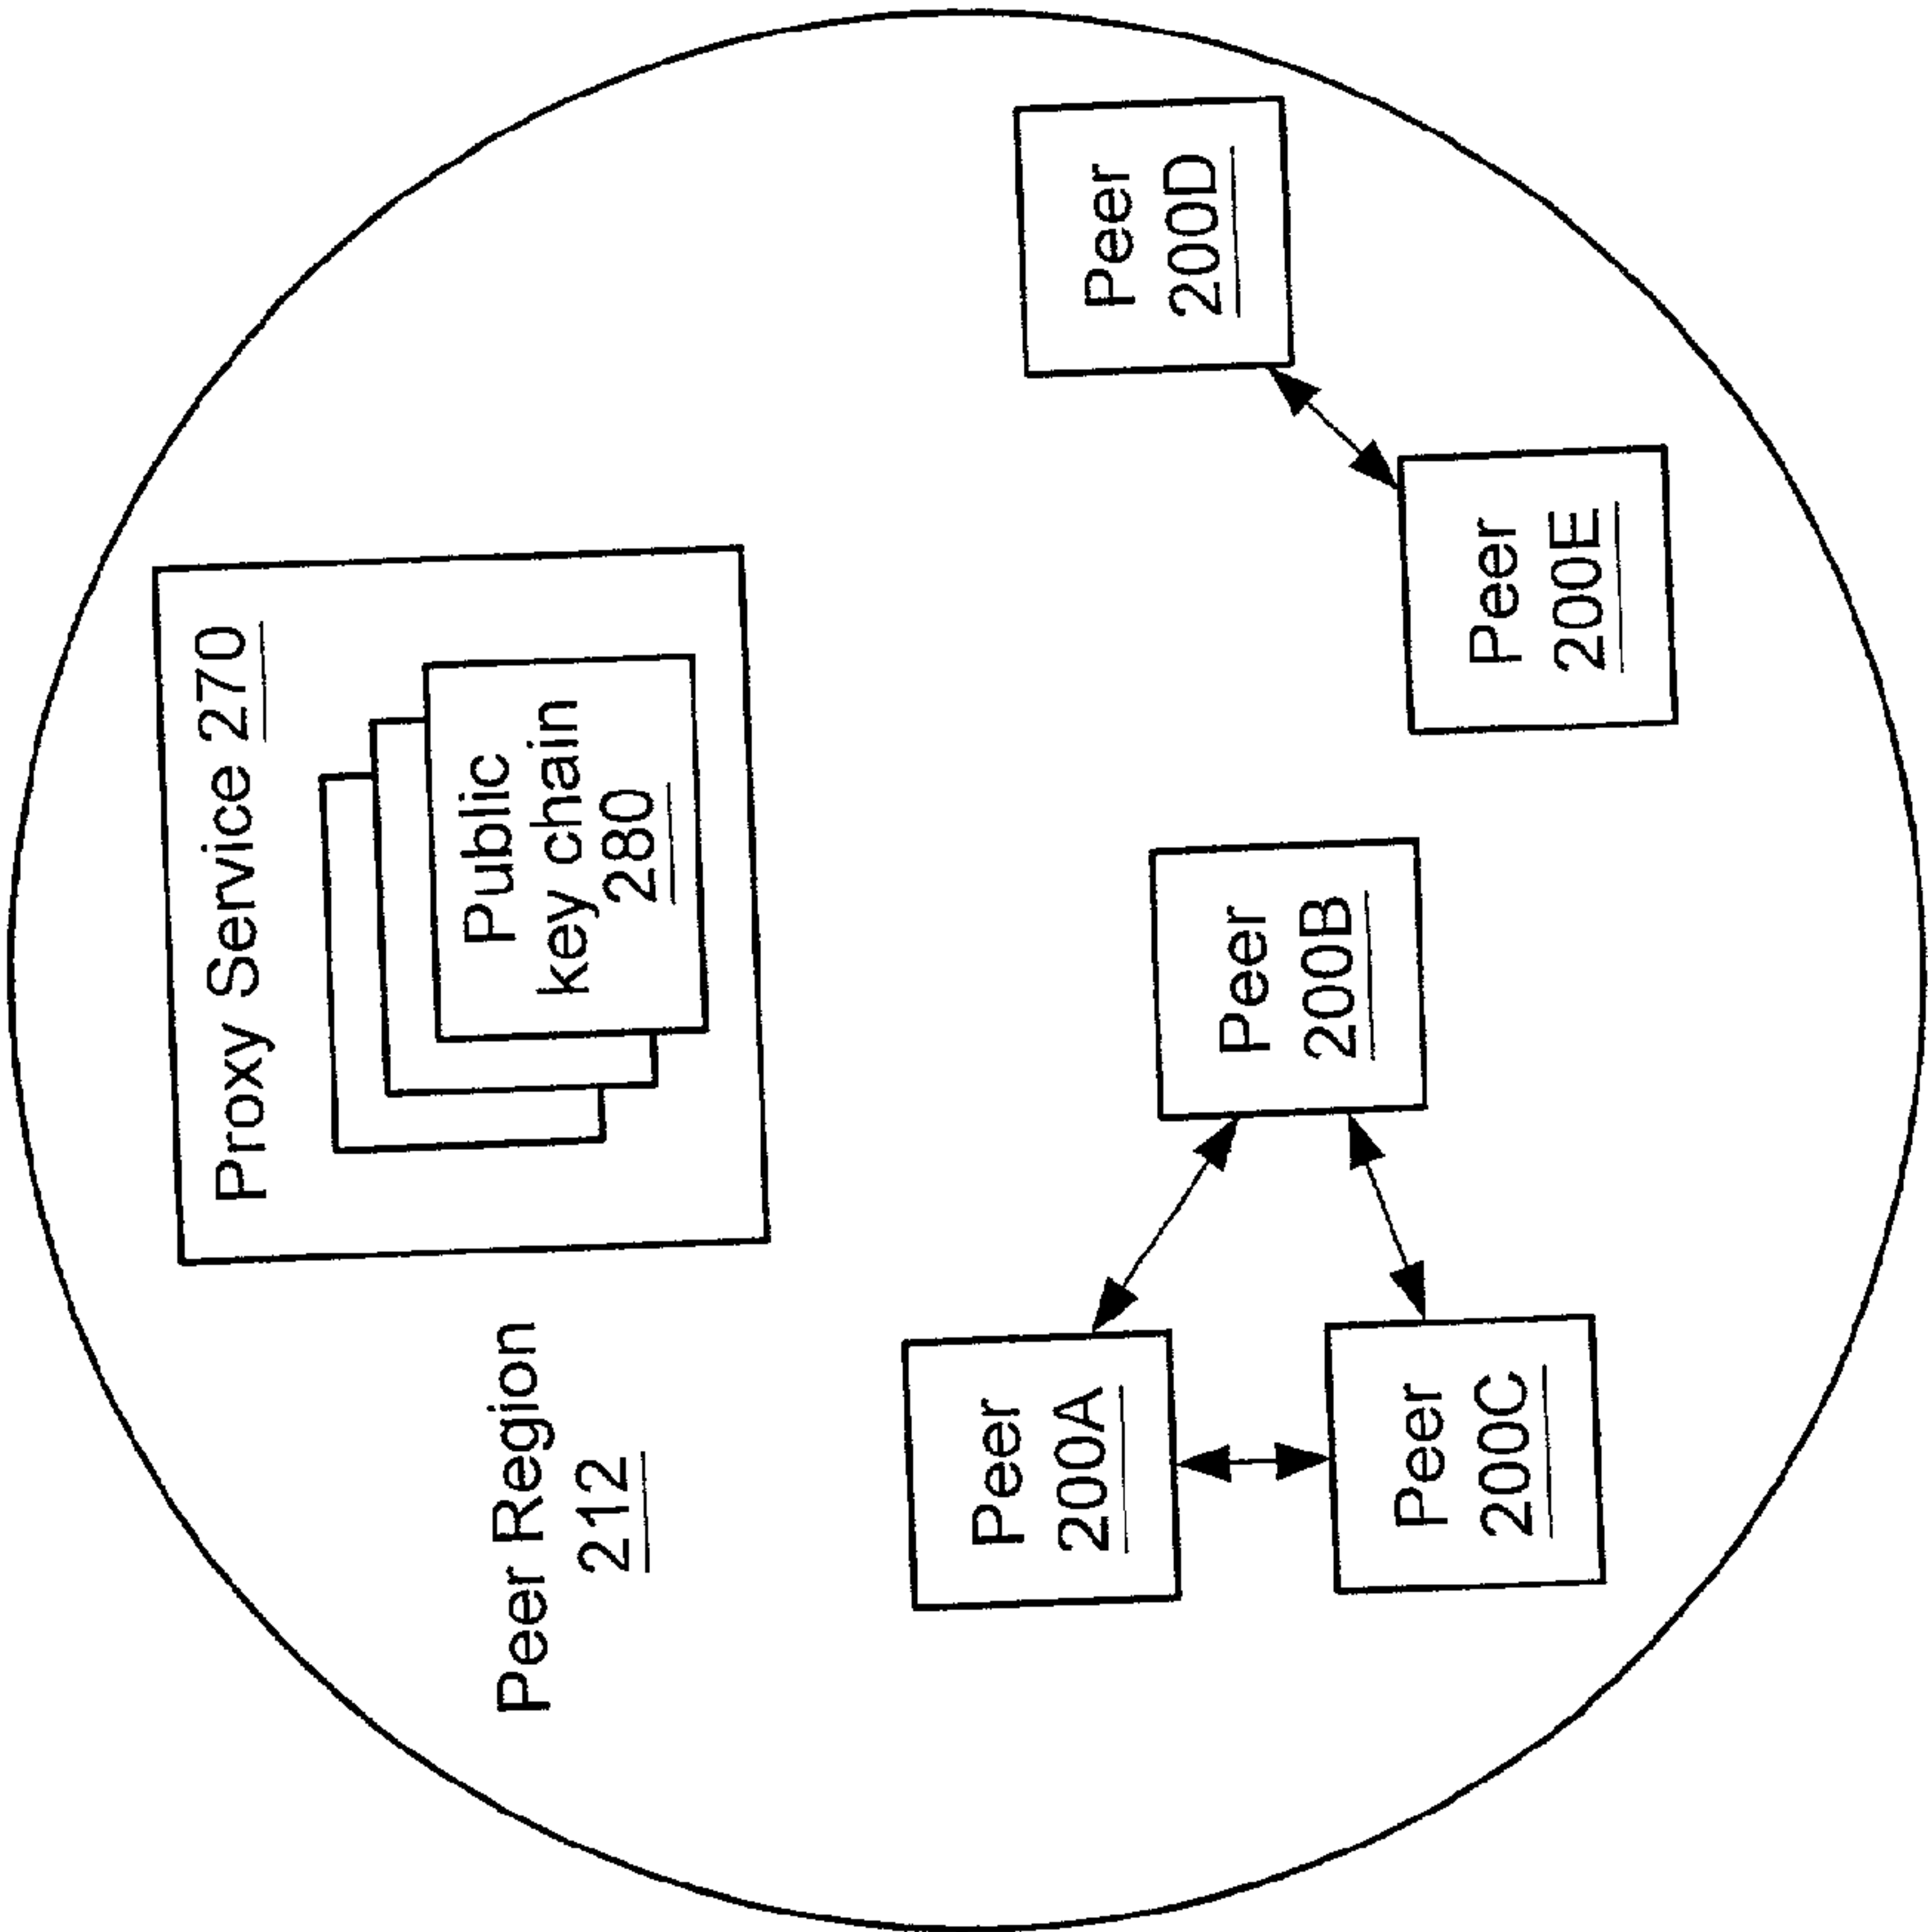 Proxy Service 270
Public
key chain
280
Peer Region
212
Peer
200A
Peer
200B
Peer
200C
Peer
200D
Peer
200E